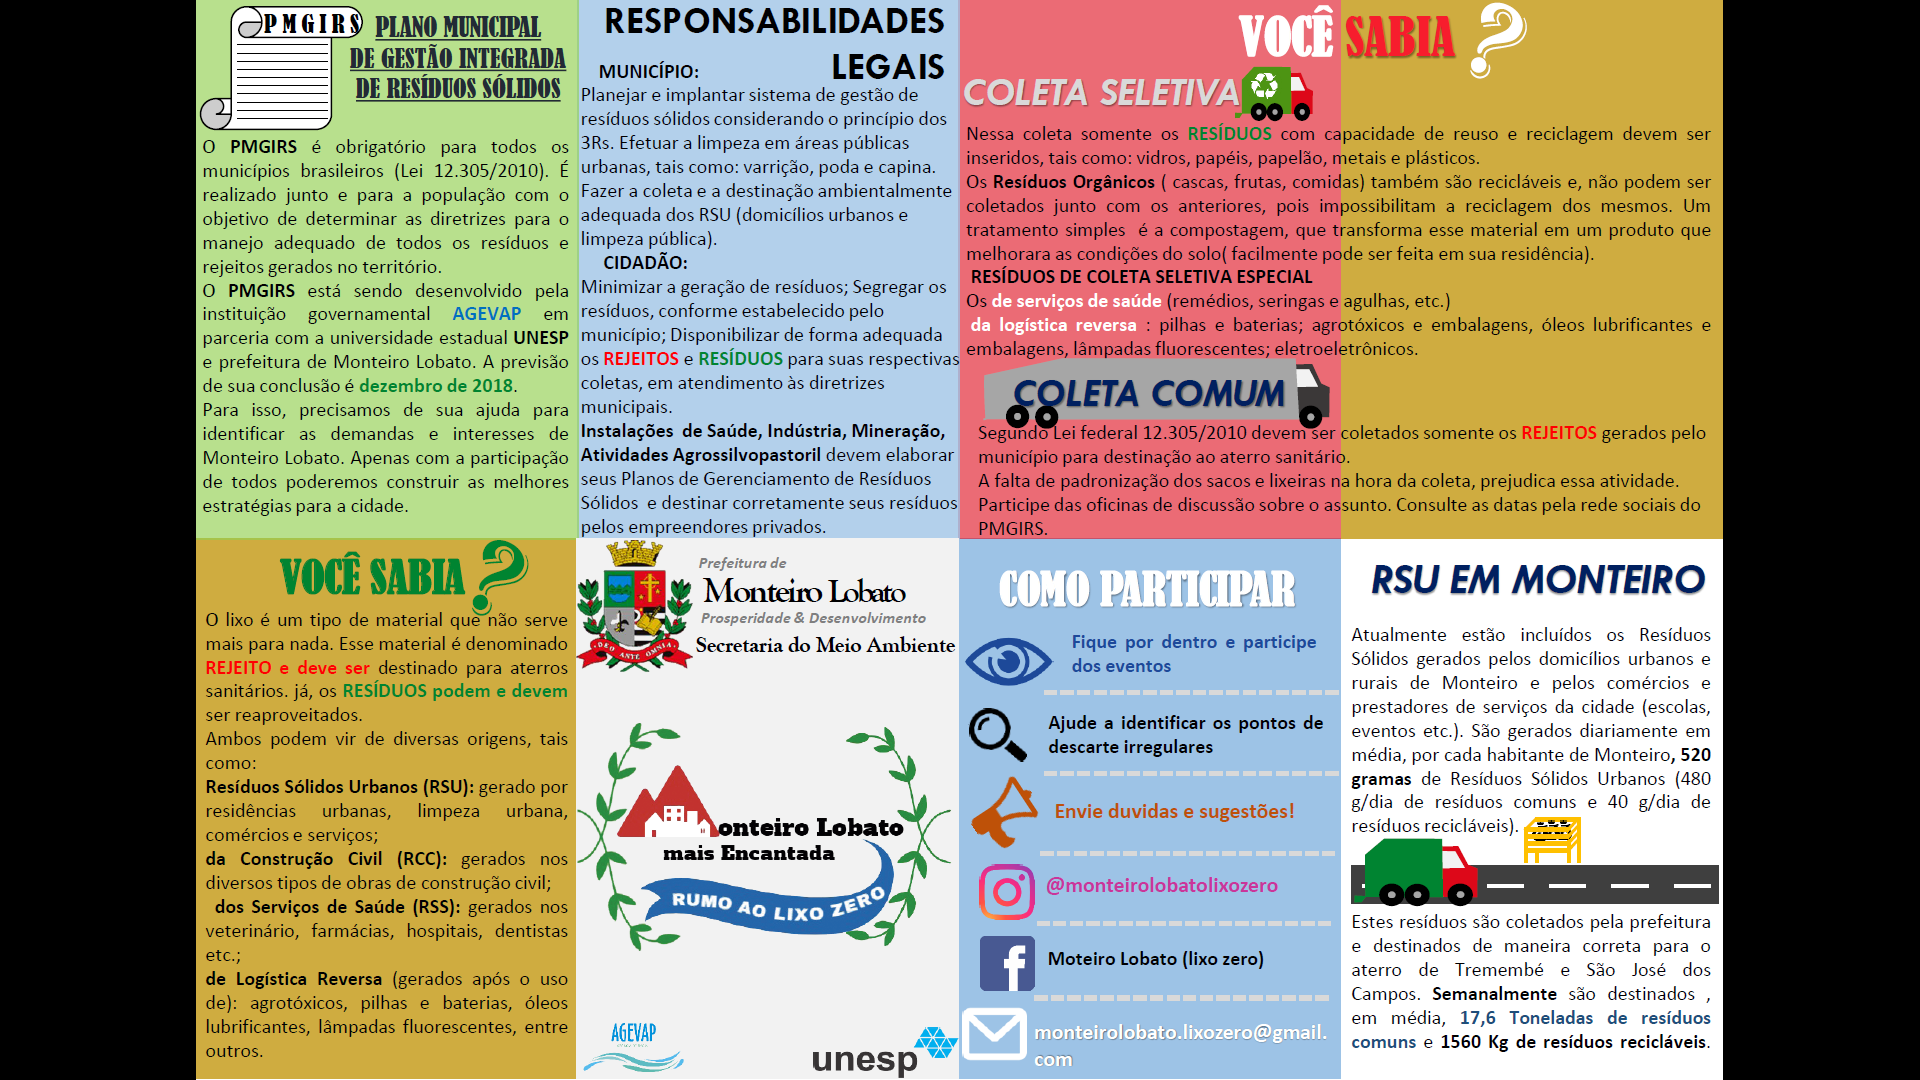 PMGIRS
PLANO MUNICIPAL
DE GESTÃO INTEGRADA
DE RESÍDUOS SÓLIDOS
O PMGIRS é obrigatório para todos os
municípios brasileiros (Lei 12.305/2010). É
realizado junto e para a população com o
objetivo de determinar as diretrizes para o
manejo adequado de todos os resíduos e
rejeitos gerados no território.
O PMGIRS está sendo desenvolvido pela
instituição governamental AGEVAP em
parceria com a universidade estadual UNESP
e prefeitura de Monteiro Lobato. A previsão
de sua conclusão é dezembro de 2018.
Para isso, precisamos de sua ajuda para
identificar as demandas e interesses de
Monteiro Lobato. Apenas com a participação
de todos poderemos construir as melhores
estratégias para a cidade.
RESPONSABILIDADES
LEGAIS
MUNICÍPIO:
Planejar e implantar sistema de gestão de
resíduos sólidos considerando o princípio dos
3Rs. Efetuar a limpeza em áreas públicas
urbanas, tais como: varrição, poda e capina.
Fazer a coleta e a destinação ambientalmente
adequada dos RSU (domicílios urbanos e
limpeza pública).
CIDADÃO:
Minimizar a geração de resíduos; Segregar os
resíduos, conforme estabelecido pelo
município; Disponibilizar de forma adequada
os REJEITOS e RESÍDUOS para suas respectivas
coletas, em atendimento às diretrizes
municipais.
Instalações de Saúde, Indústria, Mineração,
Atividades Agrossilvopastoril devem elaborar
seus Planos de Gerenciamento de Resíduos
Sólidos e destinar corretamente seus resíduos
pelos empreendores privados.
VOCÊ SABIA ?
COLETA SELETIVA
Nessa coleta somente os RESÍDUOS com capacidade de reuso e reciclagem devem ser
inseridos, tais como: vidros, papéis, papelão, metais e plásticos.
Os Resíduos Orgânicos ( cascas, frutas, comidas) também são recicláveis e, não podem ser
coletados junto com os anteriores, pois impossibilitam a reciclagem dos mesmos. Um
tratamento simples é a compostagem, que transforma esse material em um produto que
melhorara as condições do solo( facilmente pode ser feita em sua residência).
RESÍDUOS DE COLETA SELETIVA ESPECIAL
Os de serviços de saúde (remédios, seringas e agulhas, etc.)
da logística reversa : pilhas e baterias; agrotóxicos e embalagens, óleos lubrificantes e
embalagens, lâmpadas fluorescentes; eletroeletrônicos.
COLETA COMUM
Segundo Lei federal 12.305/2010 devem ser coletados somente os REJEITOS gerados pelo
município para destinação ao aterro sanitário.
A falta de padronização dos sacos e lixeiras na hora da coleta, prejudica essa atividade.
Participe das oficinas de discussão sobre o assunto. Consulte as datas pela rede sociais do
PMGIRS.
VOCÊ SABIA ?
O lixo é um tipo de material que não serve
mais para nada. Esse material é denominado
REJEITO e deve ser destinado para aterros
sanitários. já, os RESÍDUOS podem e devem
ser reaproveitados.
Ambos podem vir de diversas origens, tais
como:
Resíduos Sólidos Urbanos (RSU): gerado por
residências urbanas, limpeza urbana,
comércios e serviços;
da Construção Civil (RCC): gerados nos
diversos tipos de obras de construção civil;
dos Serviços de Saúde (RSS): gerados nos
veterinário, farmácias, hospitais, dentistas
etc.;
de Logística Reversa (gerados após o uso
de): agrotóxicos, pilhas e baterias, óleos
lubrificantes, lâmpadas fluorescentes, entre
outros.
Prefeitura de
Monteiro Lobato
Prosperidade & Desenvolvimento
Secretaria do Meio Ambiente
DEO ANTE OMNIA
onteiro Lobato
mais Encantada
RUMO AO LIXO ZERO
AGEVAP
unesp
COMO PARTICIPAR
Fique por dentro e participe
dos eventos
Ajude a identificar os pontos de
descarte irregulares
Envie duvidas e sugestões!
@monteirolobatolixozero
Moteiro Lobato (lixo zero)
monteirolobato.lixozero@gmail.
com
RSU EM MONTEIRO
Atualmente estão incluídos os Resíduos
Sólidos gerados pelos domicílios urbanos e
rurais de Monteiro e pelos comércios e
prestadores de serviços da cidade (escolas,
eventos etc.). São gerados diariamente em
média, por cada habitante de Monteiro, 520
gramas de Resíduos Sólidos Urbanos (480
g/dia de resíduos comuns e 40 g/dia de
resíduos recicláveis).
Estes resíduos são coletados pela prefeitura
e destinados de maneira correta para o
aterro de Tremembé e São José dos
Campos. Semanalmente são destinados ,
em média, 17,6 Toneladas de resíduos
comuns e 1560 Kg de resíduos recicláveis.